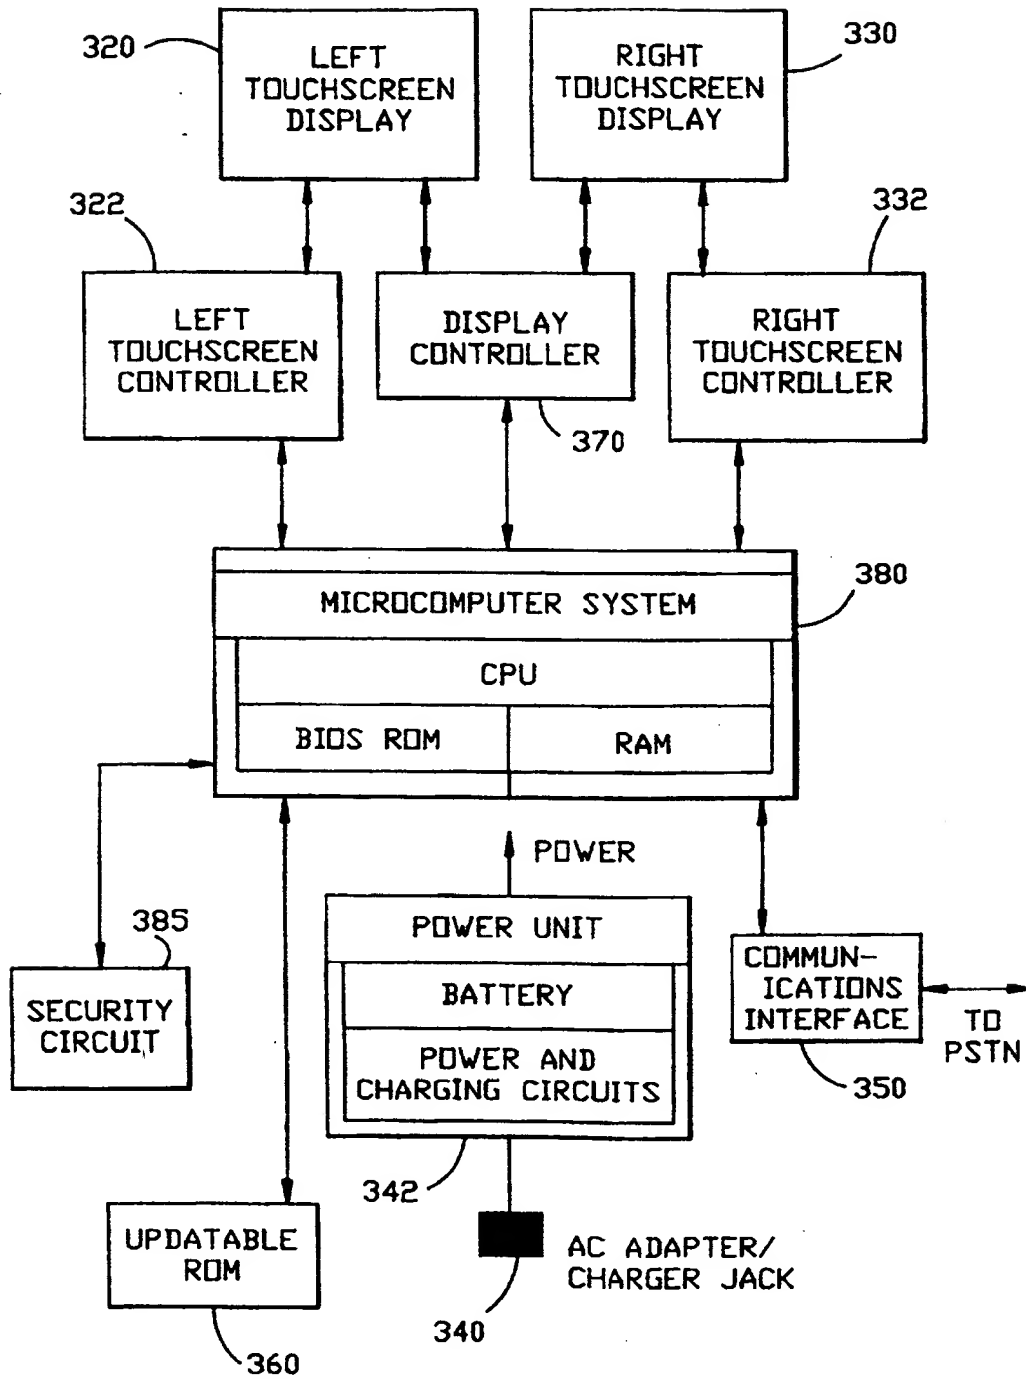 320
LEFT
TOUCHSCREEN
DISPLAY
RIGHT
TOUCHSCREEN
DISPLAY
330
322
LEFT
TOUCHSCREEN
CONTROLLER
DISPLAY
CONTROLLER
370
332
RIGHT
TOUCHSCREEN
CONTROLLER
380
MICROCOMPUTER SYSTEM
CPU
BIOS ROM
RAM
POWER
385
SECURITY
CIRCUIT
POWER UNIT
BATTERY
POWER AND
CHARGING CIRCUITS
342
COMMUN-
ICATIONS
INTERFACE
350
TO
PSTN
UPDATABLE
ROM
360
AC ADAPTER/
CHARGER JACK
340